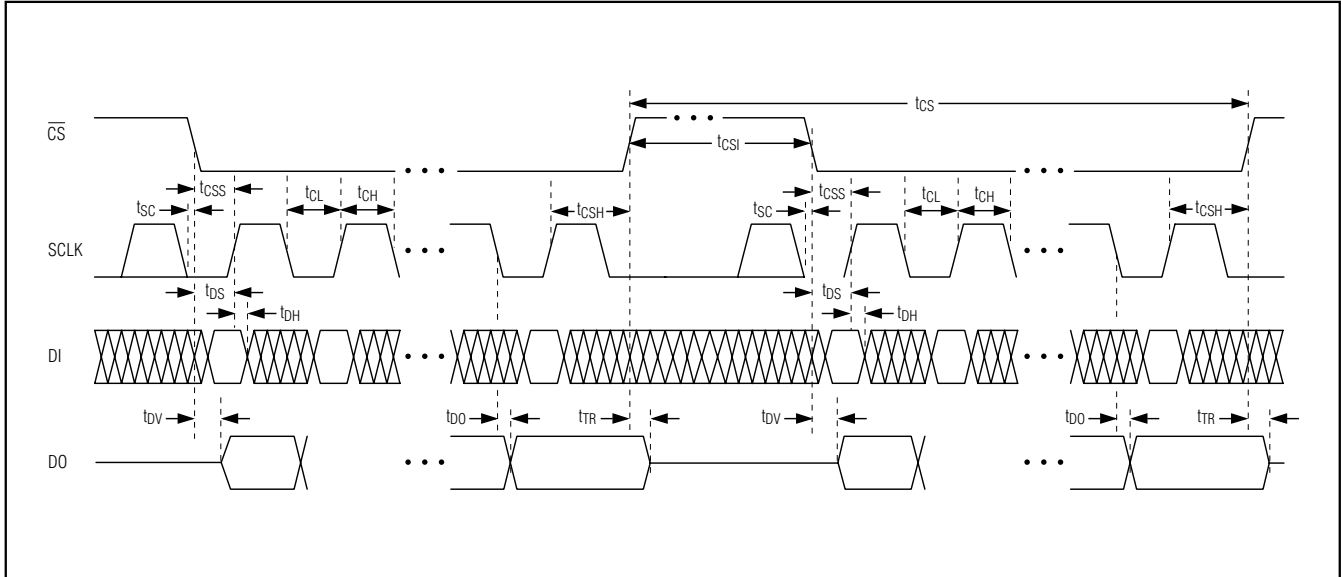 tCS
CS
tCSI
tCSS tCL tCH tCSS tCL tCH
tSC tCSH tSC tCSH
SCLK
tDS tDS
tDH tDH
DI
tDV tDO tTR tDV tDO tTR
DO